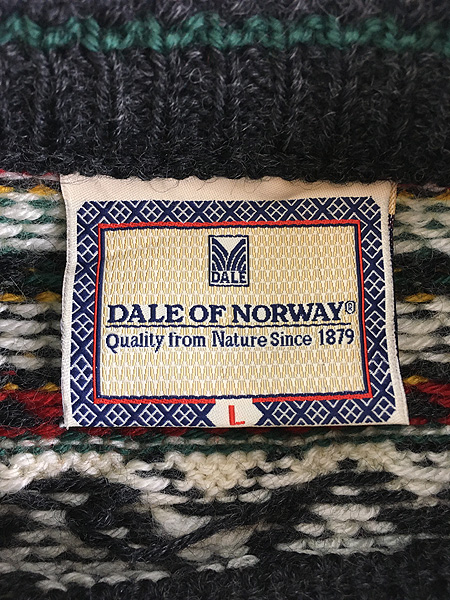 DALE
DALE OF NORWAY®
Quality from Nature Since 1879
L